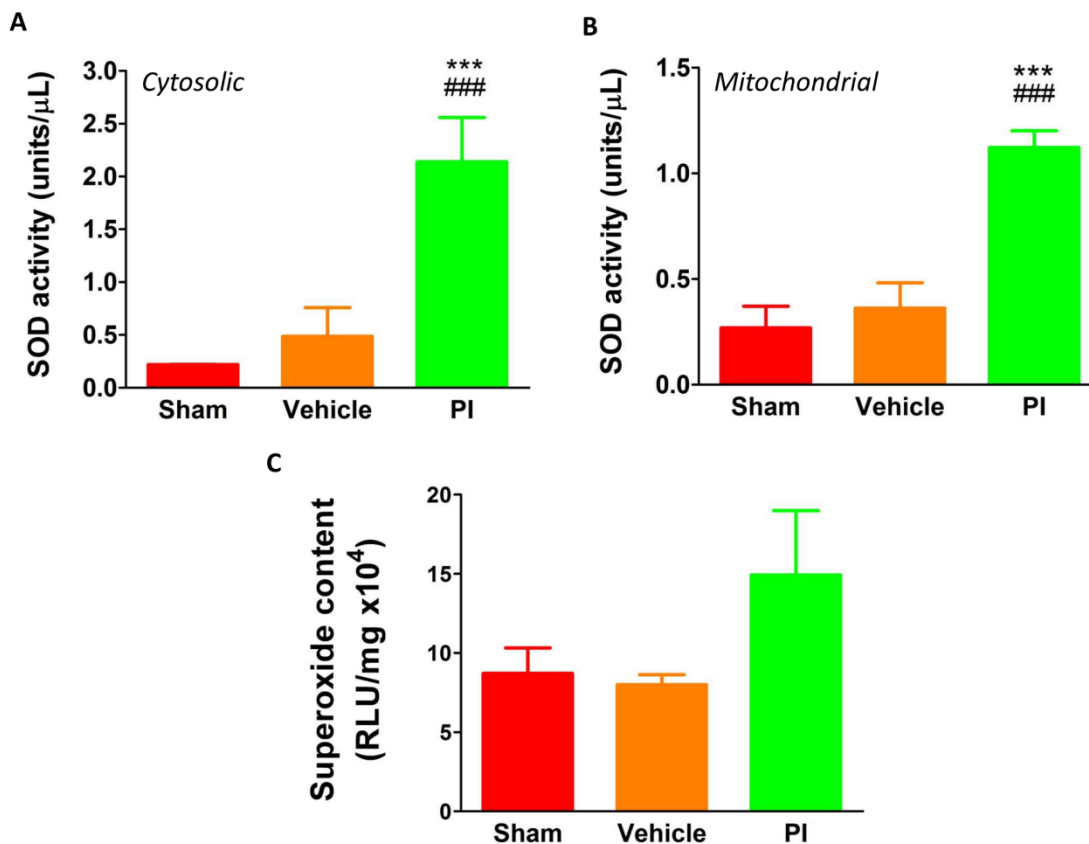 A
SOD activity (units/μL)
3.0
2.5
2.0
1.5
1.0
0.5
0.0
Cytosolic
***
###
Sham Vehicle PI
B
SOD activity (units/μL)
1.5
1.0
0.5
0.0
Mitochondrial
***
###
Sham Vehicle PI
C
Superoxide content
(RLU/mg x10⁴)
20
15
10
5
0
Sham Vehicle PI